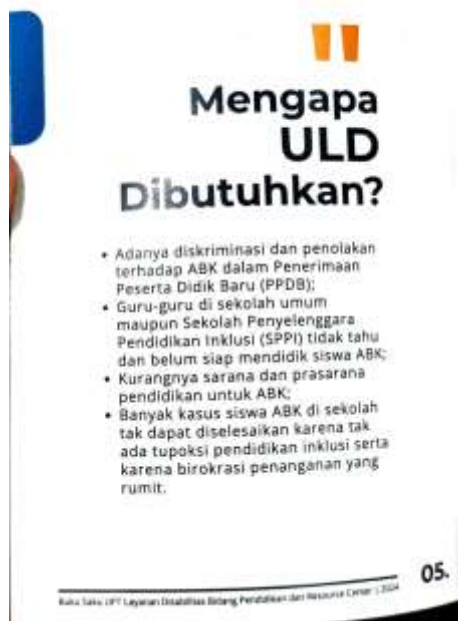 Mengapa
ULD
Dibutuhkan?
• Adanya diskriminasi dan penolakan
terhadap ABK dalam Penerimaan
Peserta Didik Baru (PPDB);
• Guru-guru di sekolah umum
maupun Sekolah Penyelenggara
Pendidikan Inklusi (SPPI) tidak tahu
dan belum siap mendidik siswa ABK;
• Kurangnya sarana dan prasarana
pendidikan untuk ABK;
• Banyak kasus siswa ABK di sekolah
tak dapat diselesaikan karena tak
ada tupoksi pendidikan inklusi serta
karena birokrasi penanganan yang
rumit.
Buku Saku UPT Layanan Disabilitas Bidang Pendidikan dan Resource Center | 2024
05.